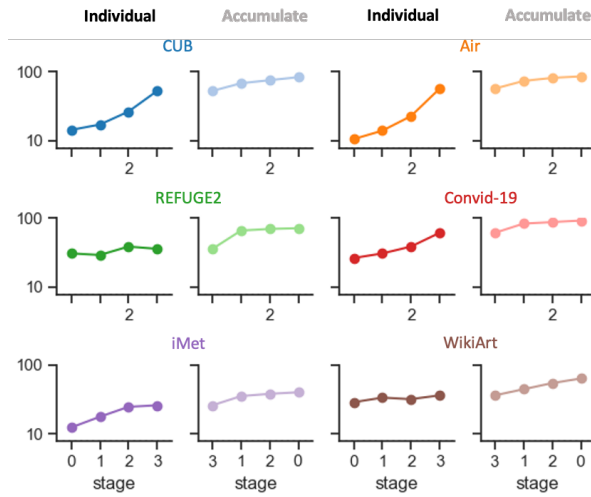 Individual Accumulate Individual Accumulate
CUB Air
100
10
2 2 2 2
REFUGE2 Convid-19
100
10
2 2 2 2
iMet WikiArt
100
10
0 1 2 3 3 1 2 0 0 1 2 3 3 1 2 0
stage stage stage stage